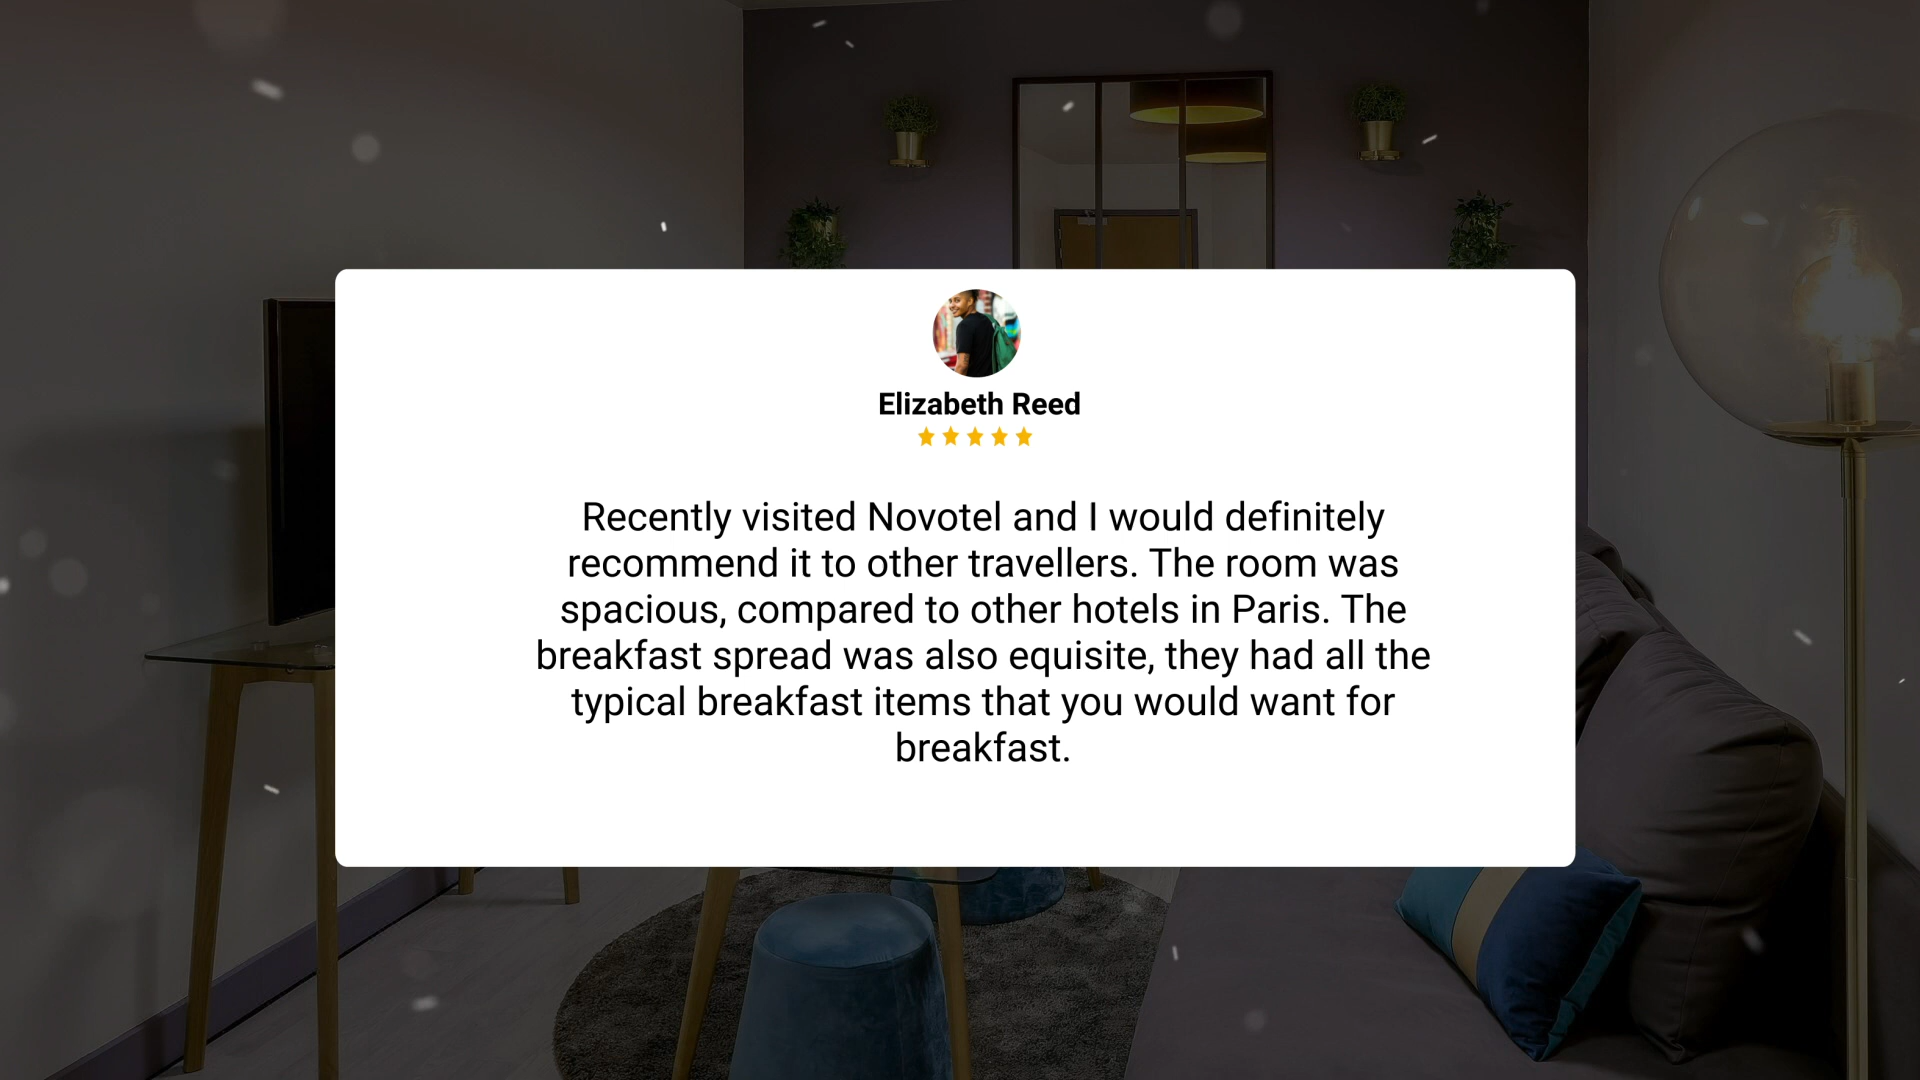 Elizabeth Reed
Recently visited Novotel and I would definitely
recommend it to other travellers. The room was
spacious, compared to other hotels in Paris. The
breakfast spread was also equisite, they had all the
typical breakfast items that you would want for
breakfast.